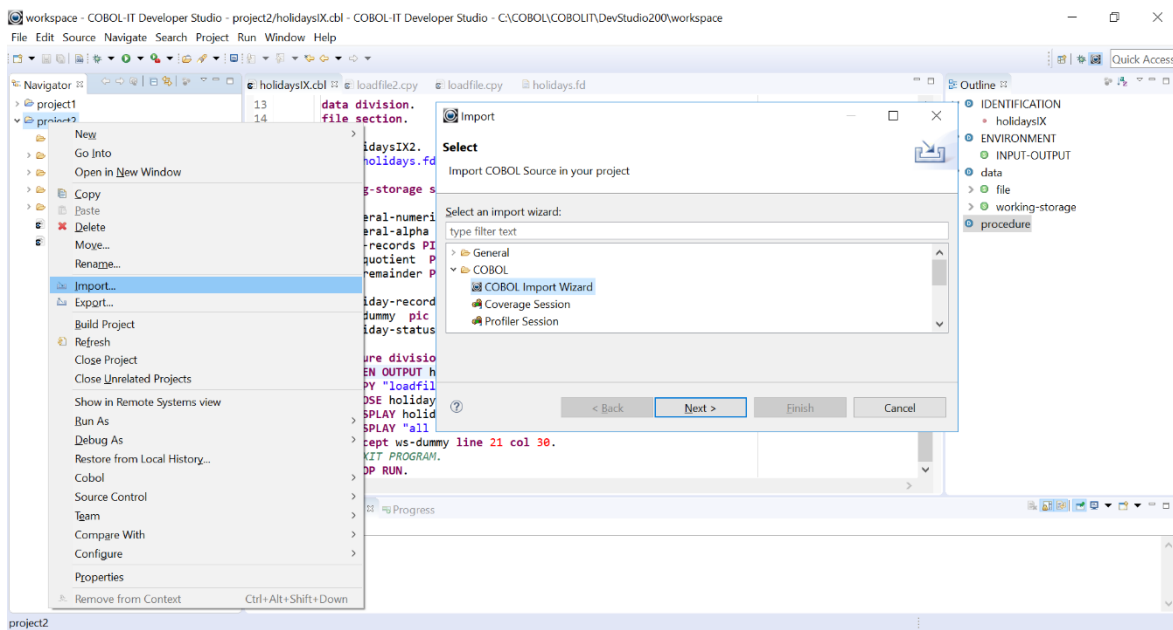 workspace - COBOL-IT Developer Studio - project2/holidaysIX.cbl - COBOL-IT Developer Studio - C:\COBOL\COBOLIT\DevStudio200\workspace
File Edit Source Navigate Search Project Run Window Help
Quick Access
Navigator
project1
project2
New
Go Into
Open in New Window
Copy
Paste
Delete
Move...
Rename...
Import...
Export...
Build Project
Refresh
Close Project
Close Unrelated Projects
Show in Remote Systems view
Run As
Debug As
Restore from Local History...
Cobol
Source Control
Team
Compare With
Configure
Properties
Remove from Context Ctrl+Alt+Shift+Down
holidaysIX.cbl loadfile2.cpy loadfile.cpy holidays.fd
13 data division.
14 file section.
idaysIX2.
holidays.fd
g-storage s
eral-numeri
eral-alpha
-records PI
quotient P
remainder P
iday-record
dummy pic
iday-status
ure divisio
EN OUTPUT h
PY "loadfil
OSE holiday
SPLAY holid
SPLAY "all
cept ws-dummy line 21 col 30.
XIT PROGRAM.
OP RUN.
Import
Select
Import COBOL Source in your project
Select an import wizard:
type filter text
General
COBOL
COBOL Import Wizard
Coverage Session
Profiler Session
< Back Next > Finish Cancel
Outline
IDENTIFICATION
holidaysIX
ENVIRONMENT
INPUT-OUTPUT
data
file
working-storage
procedure
Progress
project2